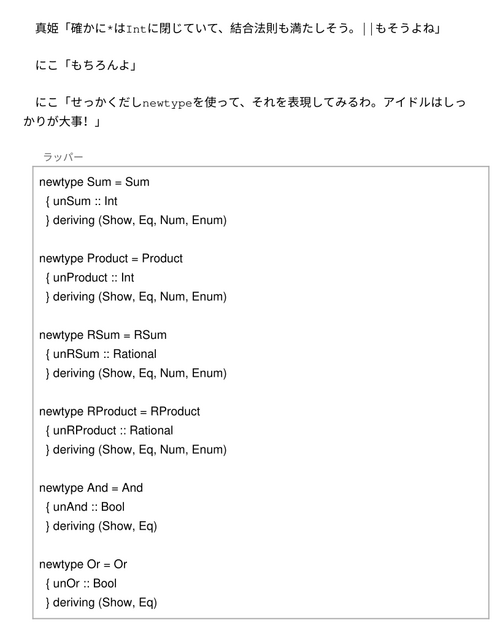 真姫「確かに*はIntに閉じていて、結合法則も満たしそう。||もそうよね」
にこ「もちろんよ」
にこ「せっかくだしnewtypeを使って、それを表現してみるわ。アイドルはしっ
かりが大事！」
ラッパー
newtype Sum = Sum
{ unSum :: Int
} deriving (Show, Eq, Num, Enum)
newtype Product = Product
{ unProduct :: Int
} deriving (Show, Eq, Num, Enum)
newtype RSum = RSum
{ unRSum :: Rational
} deriving (Show, Eq, Num, Enum)
newtype RProduct = RProduct
{ unRProduct :: Rational
} deriving (Show, Eq, Num, Enum)
newtype And = And
{ unAnd :: Bool
} deriving (Show, Eq)
newtype Or = Or
{ unOr :: Bool
} deriving (Show, Eq)